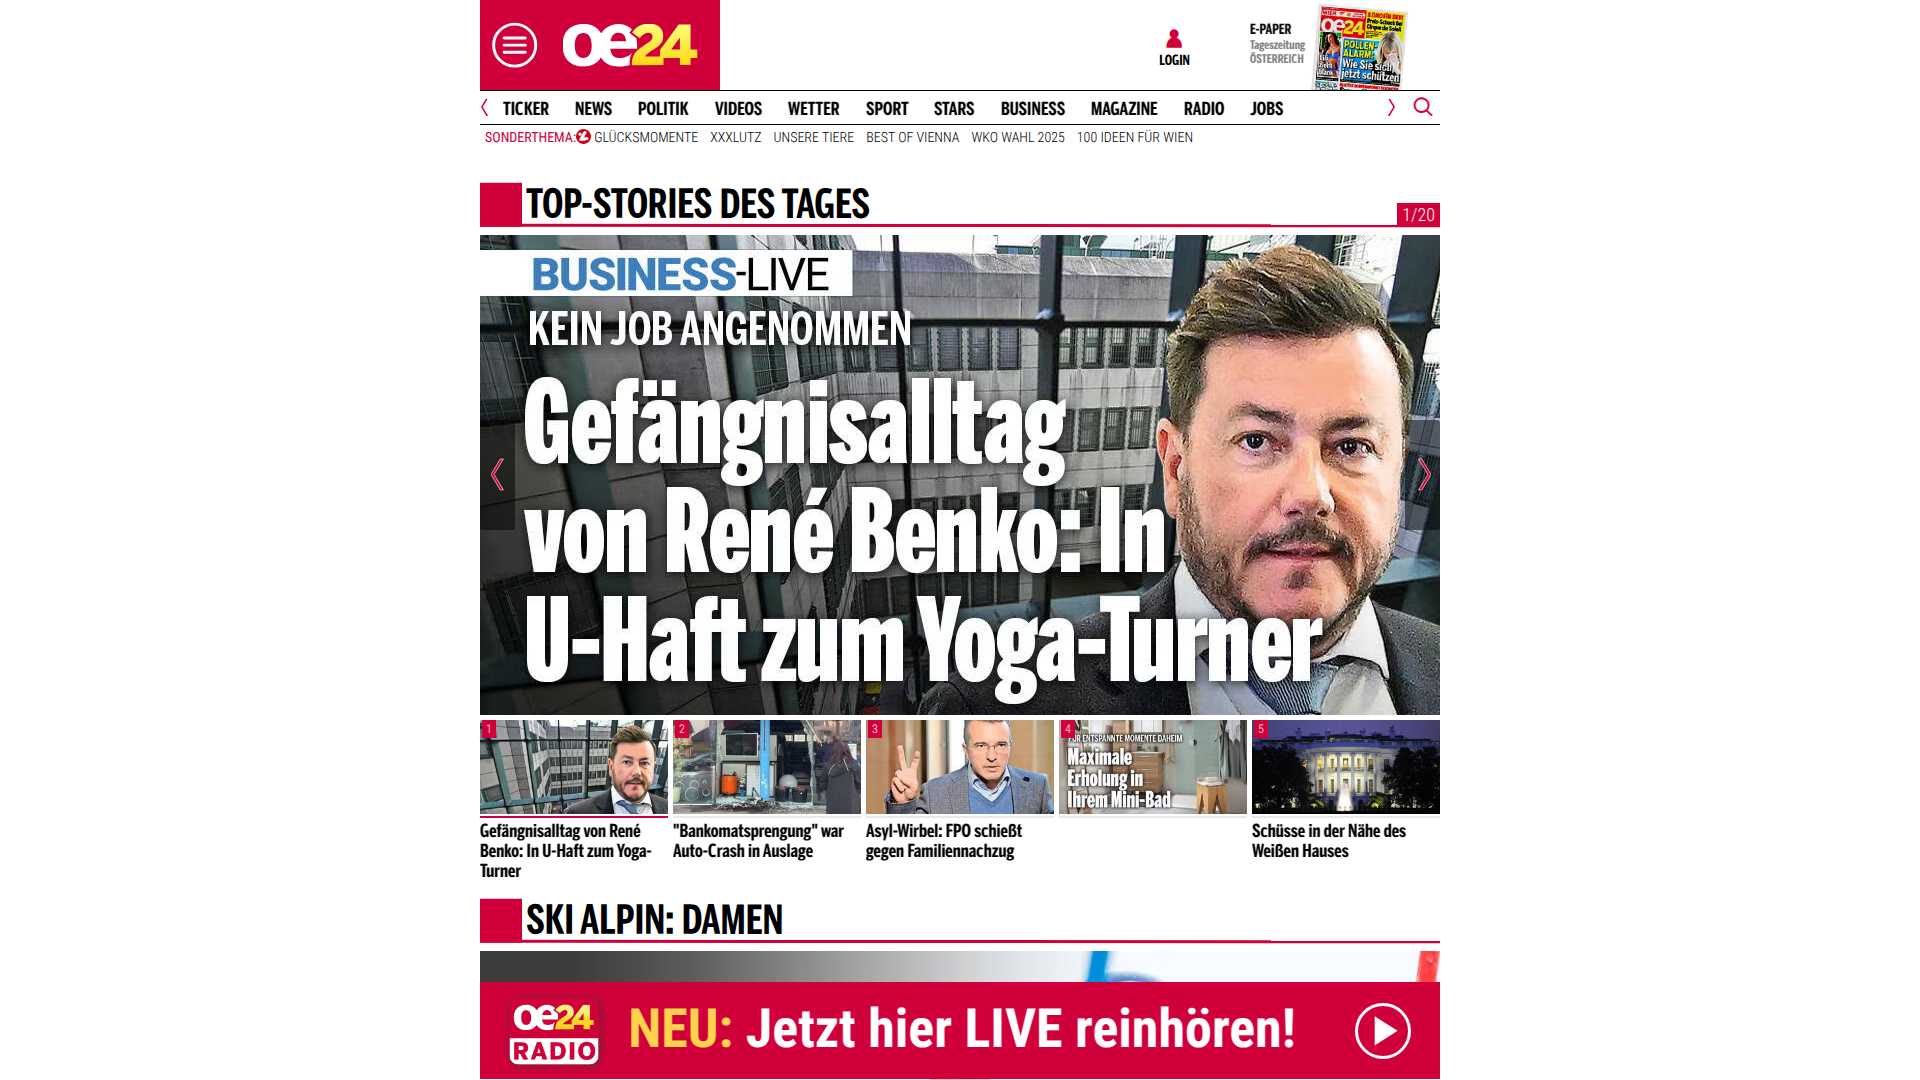 oe24
LOGIN
E-PAPER
Tageszeitung
ÖSTERREICH
oe24
POLLEN-
ALARM:
Wie Sie sich
jetzt schützen
TICKER NEWS POLITIK VIDEOS WETTER SPORT STARS BUSINESS MAGAZINE RADIO JOBS
SONDERTHEMA: GLÜCKSMOMENTE XXXLUTZ UNSERE TIERE BEST OF VIENNA WKO WAHL 2025 100 IDEEN FÜR WIEN
TOP-STORIES DES TAGES
1/20
BUSINESS-LIVE
KEIN JOB ANGENOMMEN
Gefängnisalltag
von René Benko: In
U-Haft zum Yoga-Turner
1
Gefängnisalltag von René
Benko: In U-Haft zum Yoga-
Turner
2
"Bankomatsprengung" war
Auto-Crash in Auslage
3
Asyl-Wirbel: FPÖ schießt
gegen Familiennachzug
4
FÜR ENTSPANNTE MOMENTE DAHEIM
Maximale
Erholung in
Ihrem Mini-Bad
5
Schüsse in der Nähe des
Weißen Hauses
SKI ALPIN: DAMEN
oe24
RADIO
NEU: Jetzt hier LIVE reinhören!